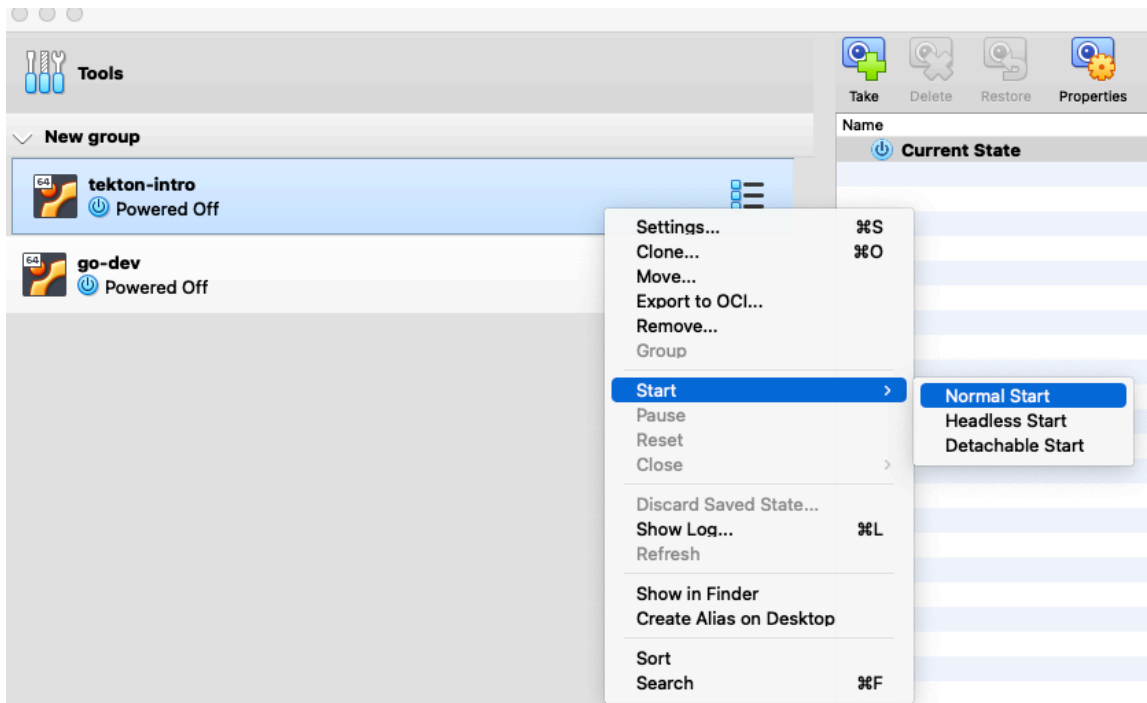 Tools
Take Delete Restore Properties
Name
Current State
New group
64
tekton-intro
Powered Off
64
go-dev
Powered Off
Settings... ⌘S
Clone... ⌘O
Move...
Export to OCI...
Remove...
Group
Start
Pause
Reset
Close
Normal Start
Headless Start
Detachable Start
Discard Saved State...
Show Log... ⌘L
Refresh
Show in Finder
Create Alias on Desktop
Sort
Search ⌘F